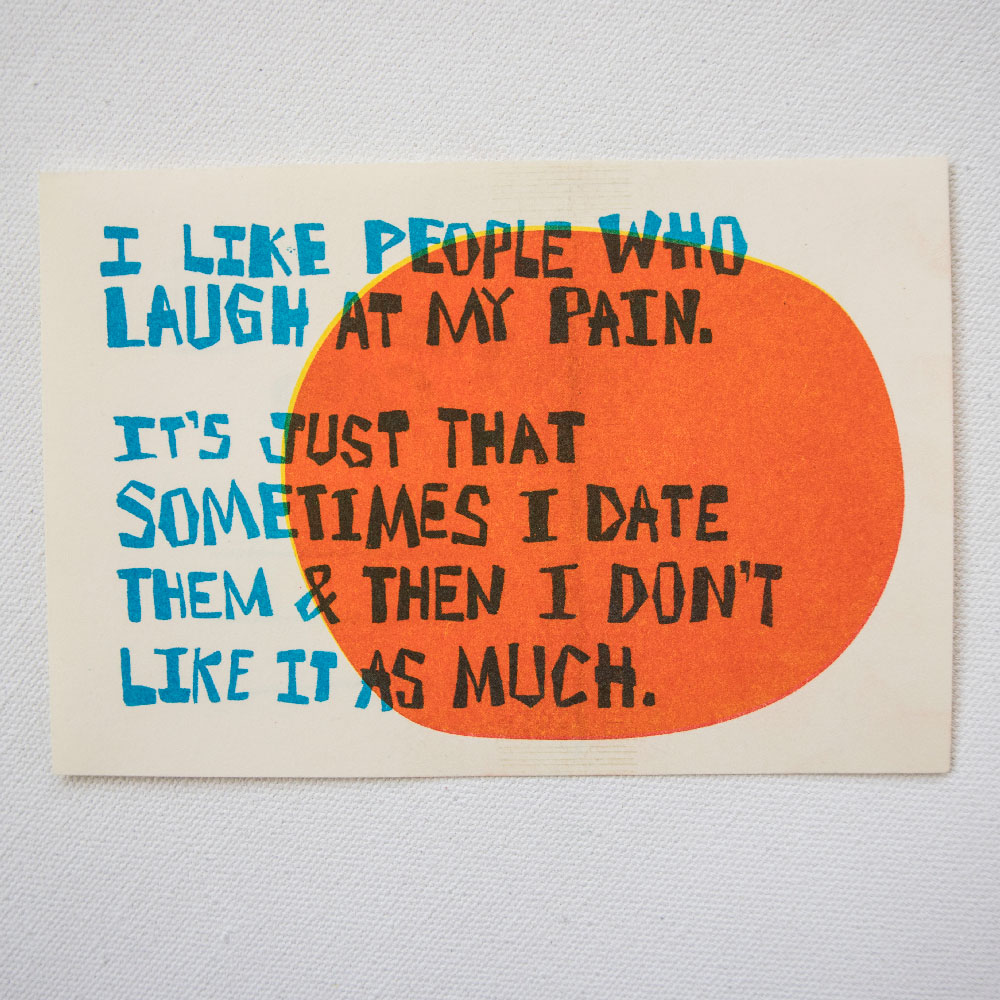 I LIKE PEOPLE WHO
LAUGH AT MY PAIN.
IT'S JUST THAT
SOMETIMES I DATE
THEM & THEN I DON'T
LIKE IT AS MUCH.